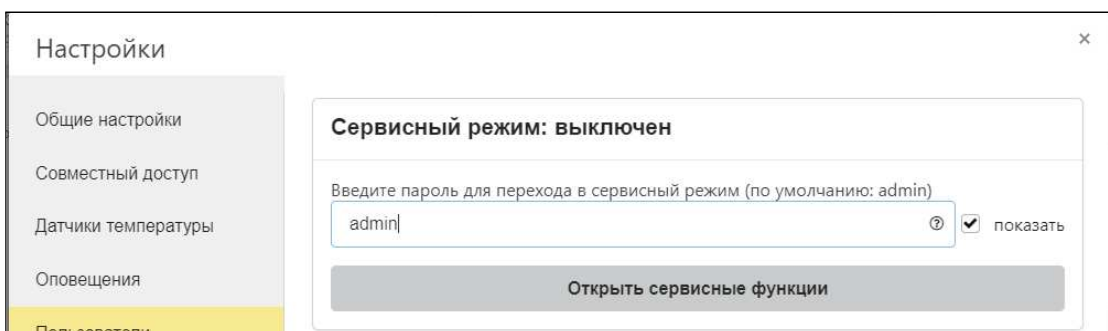 Настройки
×
Общие настройки
Совместный доступ
Датчики температуры
Оповещения
Пользователи
Сервисный режим: выключен
Введите пароль для перехода в сервисный режим (по умолчанию: admin)
admin
показать
Открыть сервисные функции